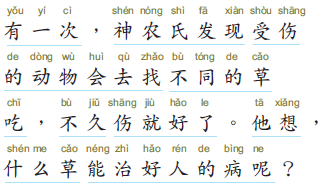 yǒu yí cì shén nóng shì fā xiàn shòu shāng
有一次，神农氏发现受伤
de dòng wù huì qù zhǎo bù tóng de cǎo
的动物会去找不同的草
chī bù jiǔ shāng jiù hǎo le tā xiǎng
吃，不久伤就好了。他想，
shén me cǎo néng zhì hǎo rén de bìng ne
什么草能治好人的病呢？